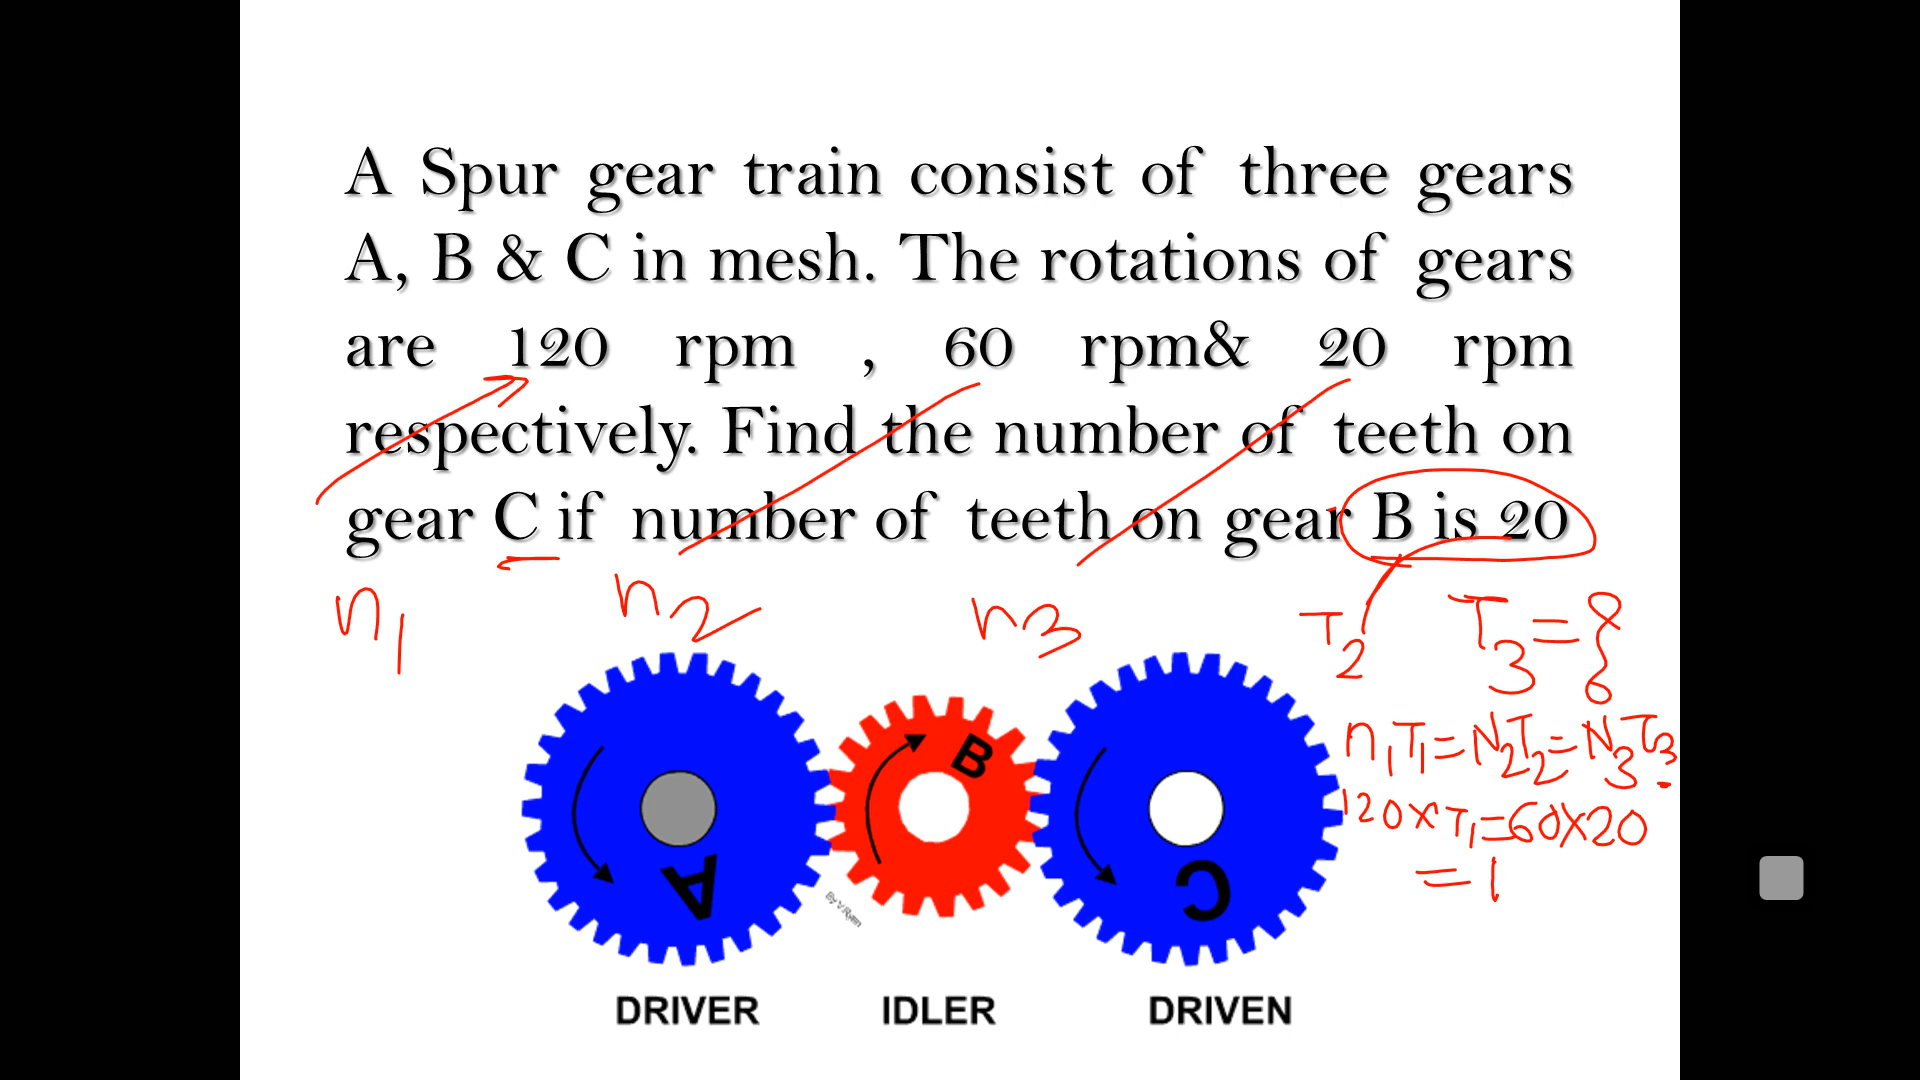 A Spur gear train consist of three gears
A, B & C in mesh. The rotations of gears
are 120 rpm , 60 rpm& 20 rpm
respectively. Find the number of teeth on
gear C if number of teeth on gear B is 20
n1 n2 n3 T2 T3 =
n1T1=N2T2=N3T3
120×T1=60×20
=1
B
A
C
By V Ryan
DRIVER IDLER DRIVEN